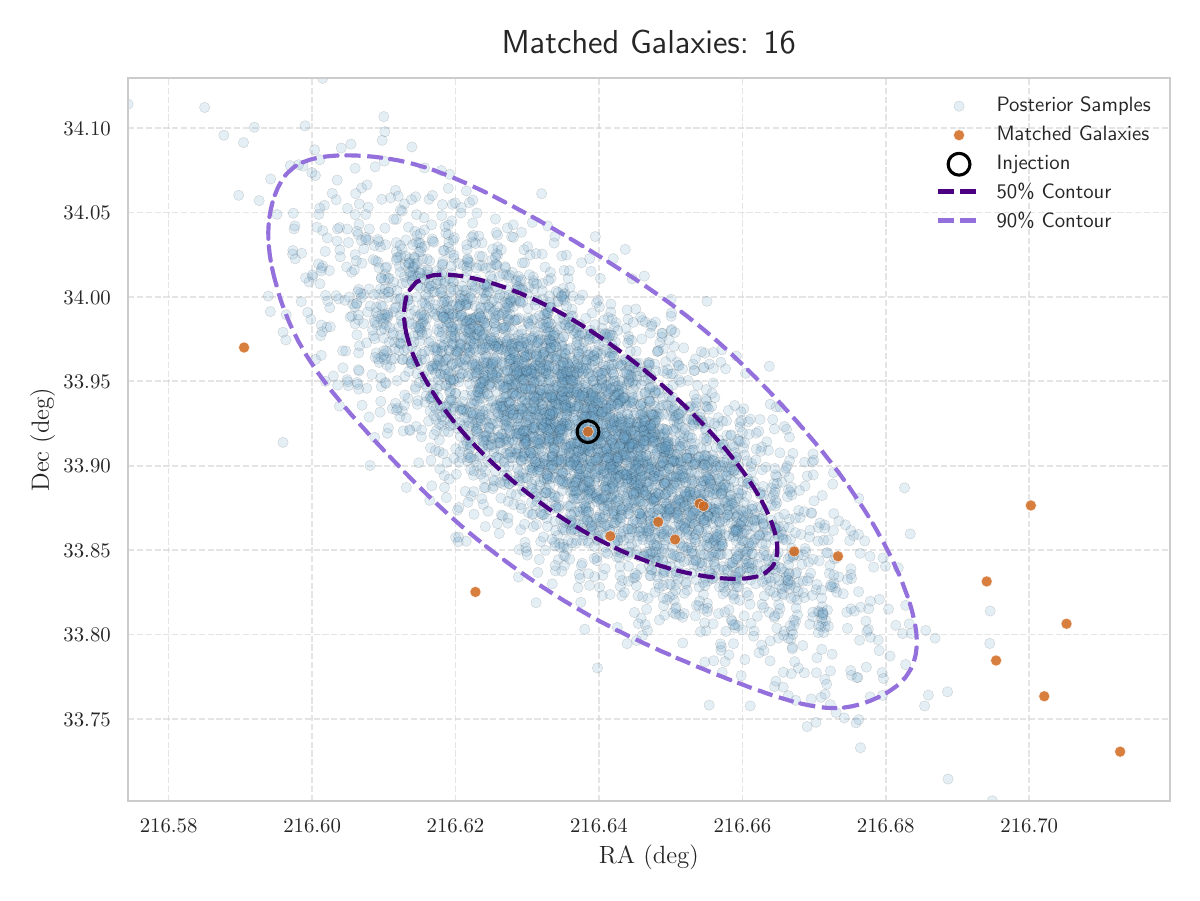 Matched Galaxies: 16
Posterior Samples
Matched Galaxies
Injection
50% Contour
90% Contour
34.10
34.05
34.00
33.95
33.90
33.85
33.80
33.75
Dec (deg)
216.58 216.60 216.62 216.64 216.66 216.68 216.70
RA (deg)